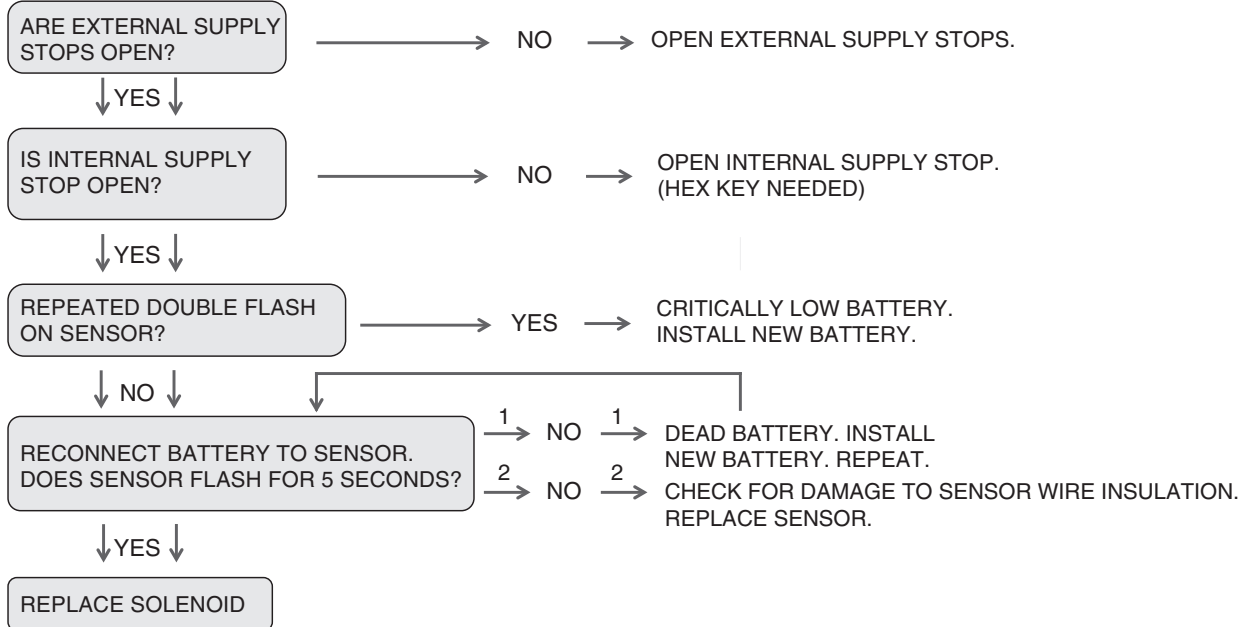 ARE EXTERNAL SUPPLY
STOPS OPEN?
NO
OPEN EXTERNAL SUPPLY STOPS.
YES
IS INTERNAL SUPPLY
STOP OPEN?
NO
OPEN INTERNAL SUPPLY STOP.
(HEX KEY NEEDED)
YES
REPEATED DOUBLE FLASH
ON SENSOR?
YES
CRITICALLY LOW BATTERY.
INSTALL NEW BATTERY.
NO
RECONNECT BATTERY TO SENSOR.
DOES SENSOR FLASH FOR 5 SECONDS?
1 NO 1
DEAD BATTERY. INSTALL
NEW BATTERY. REPEAT.
2 NO 2
CHECK FOR DAMAGE TO SENSOR WIRE INSULATION.
REPLACE SENSOR.
YES
REPLACE SOLENOID